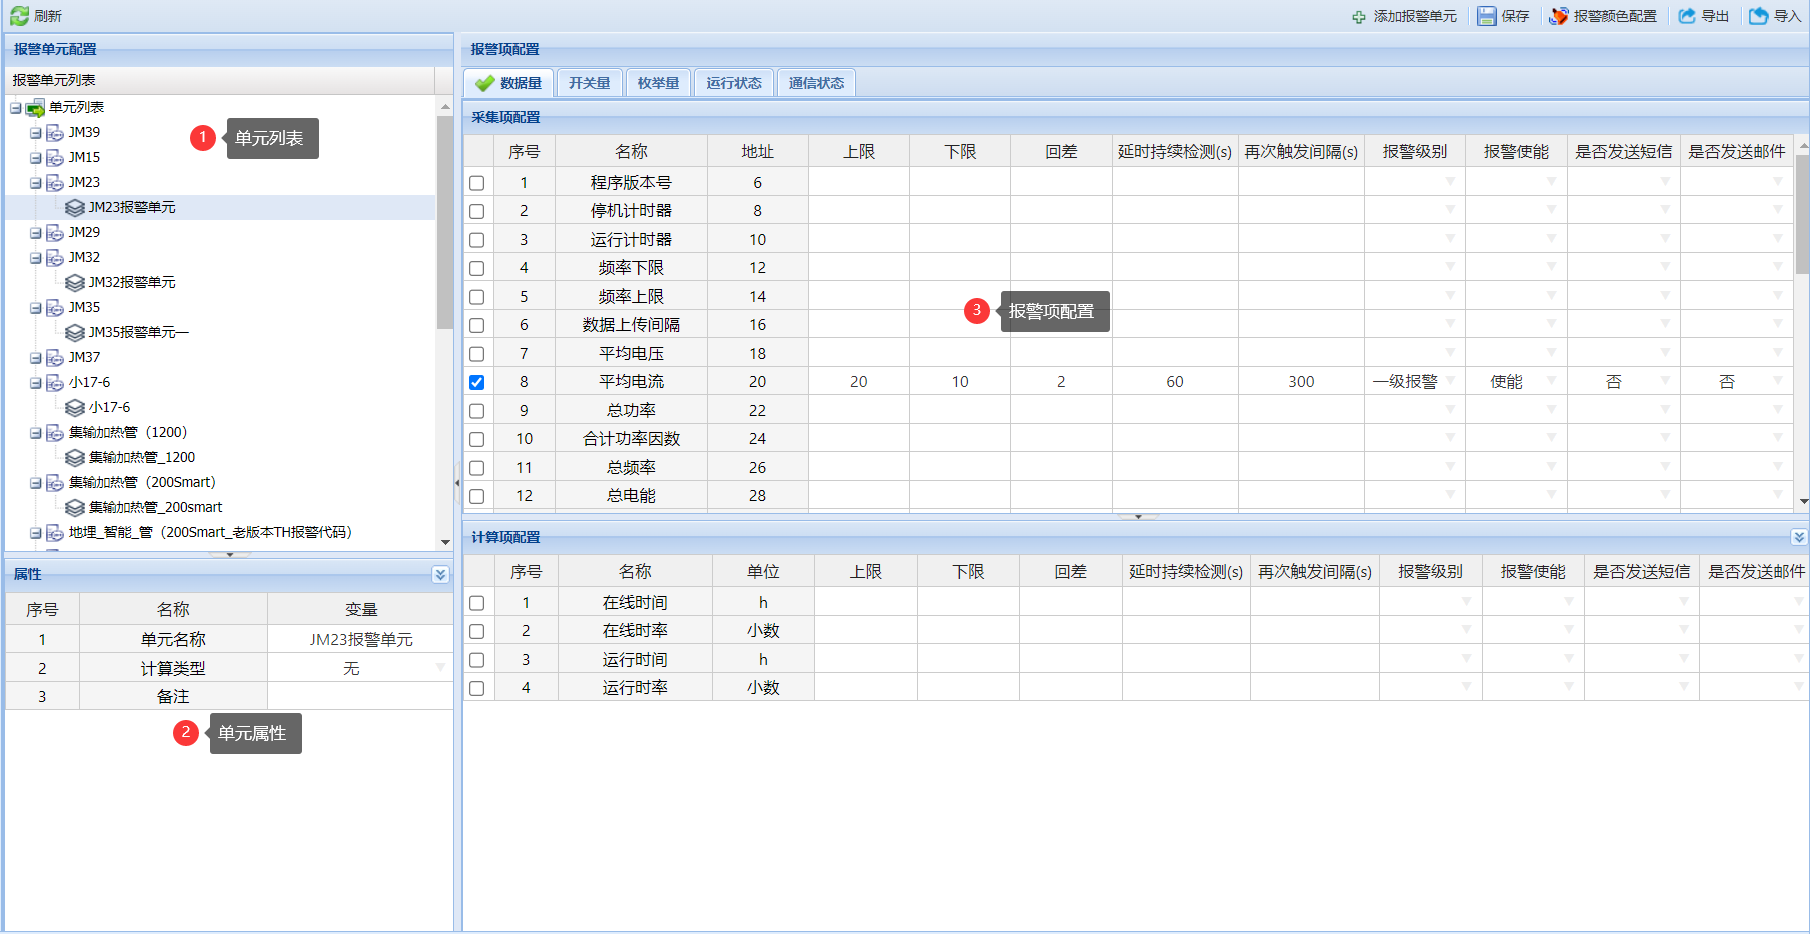 刷新 添加报警单元 保存 报警颜色配置 导出 导入
报警单元配置
报警单元列表
单元列表
JM39
JM15
JM23
JM23报警单元
JM29
JM32
JM32报警单元
JM35
JM35报警单元一
JM37
小17-6
小17-6
集输加热管（1200）
集输加热管_1200
集输加热管（200Smart）
集输加热管_200smart
地埋_智能_管（200Smart_老版本TH报警代码）
1 单元列表
属性
序号 名称 变量
1 单元名称 JM23报警单元
2 计算类型 无
3 备注
2 单元属性
报警项配置
数据量 开关量 枚举量 运行状态 通信状态
采集项配置
序号 名称 地址 上限 下限 回差 延时持续检测(s) 再次触发间隔(s) 报警级别 报警使能 是否发送短信 是否发送邮件
1 程序版本号 6
2 停机计时器 8
3 运行计时器 10
4 频率下限 12
5 频率上限 14
6 数据上传间隔 16
7 平均电压 18
8 平均电流 20 20 10 2 60 300 一级报警 使能 否 否
9 总功率 22
10 合计功率因数 24
11 总频率 26
12 总电能 28
3 报警项配置
计算项配置
序号 名称 单位 上限 下限 回差 延时持续检测(s) 再次触发间隔(s) 报警级别 报警使能 是否发送短信 是否发送邮件
1 在线时间 h
2 在线时率 小数
3 运行时间 h
4 运行时率 小数